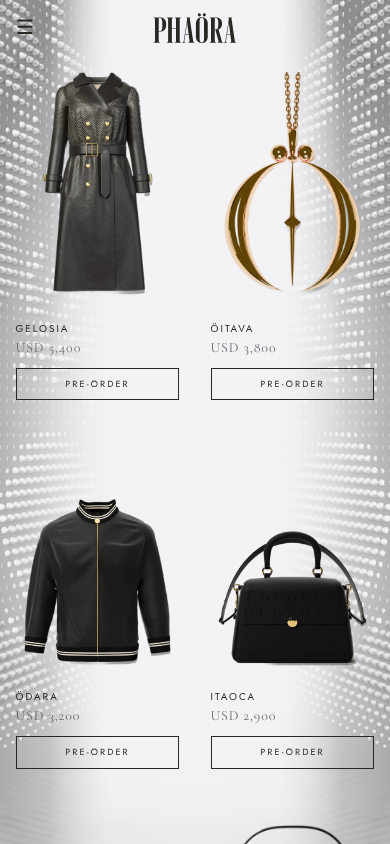 PHAÖRA
GELOSIA
USD 5,400
PRE-ORDER
ÖITAVA
USD 3,800
PRE-ORDER
ÖDARA
USD 3,200
PRE-ORDER
ITAOCA
USD 2,900
PRE-ORDER